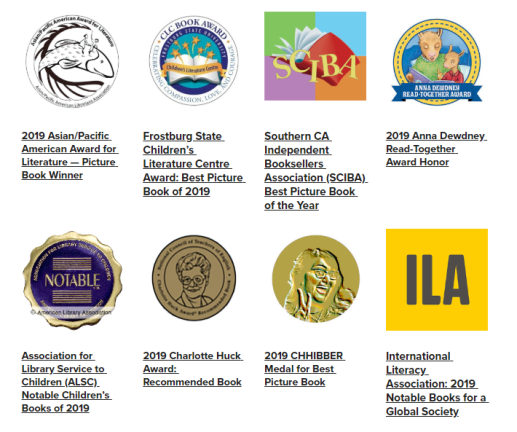 Asian/Pacific American Award for Literature
Asian Pacific American Librarians Association
CLC BOOK AWARD
FROSTBURG STATE UNIVERSITY
Children's Literature Centre
CELEBRATING COMPASSION, LOVE, AND COURAGE
SCIBA
ANNA DEWDNEY
READ-TOGETHER AWARD
2019 Asian/Pacific
American Award for
Literature — Picture
Book Winner
Frostburg State
Children's
Literature Centre
Award: Best Picture
Book of 2019
Southern CA
Independent
Booksellers
Association (SCIBA)
Best Picture Book
of the Year
2019 Anna Dewdney
Read-Together
Award Honor
ASSOCIATION FOR LIBRARY SERVICE TO CHILDREN
NOTABLE
© American Library Association
National Council of Teachers of English
Charlotte Huck Award® Recommended Book
ILA
Association for
Library Service to
Children (ALSC)
Notable Children's
Books of 2019
2019 Charlotte Huck
Award:
Recommended Book
2019 CHHIBBER
Medal for Best
Picture Book
International
Literacy
Association: 2019
Notable Books for a
Global Society